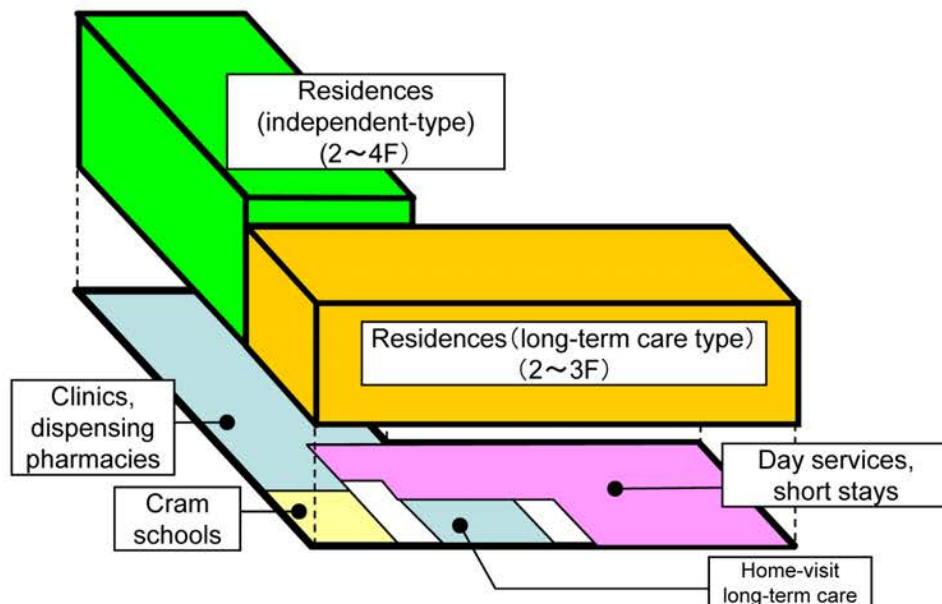 Residences
(independent-type)
(2～4F)
Residences(long-term care type)
(2～3F)
Clinics,
dispensing
pharmacies
Cram
schools
Day services,
short stays
Home-visit
long-term care